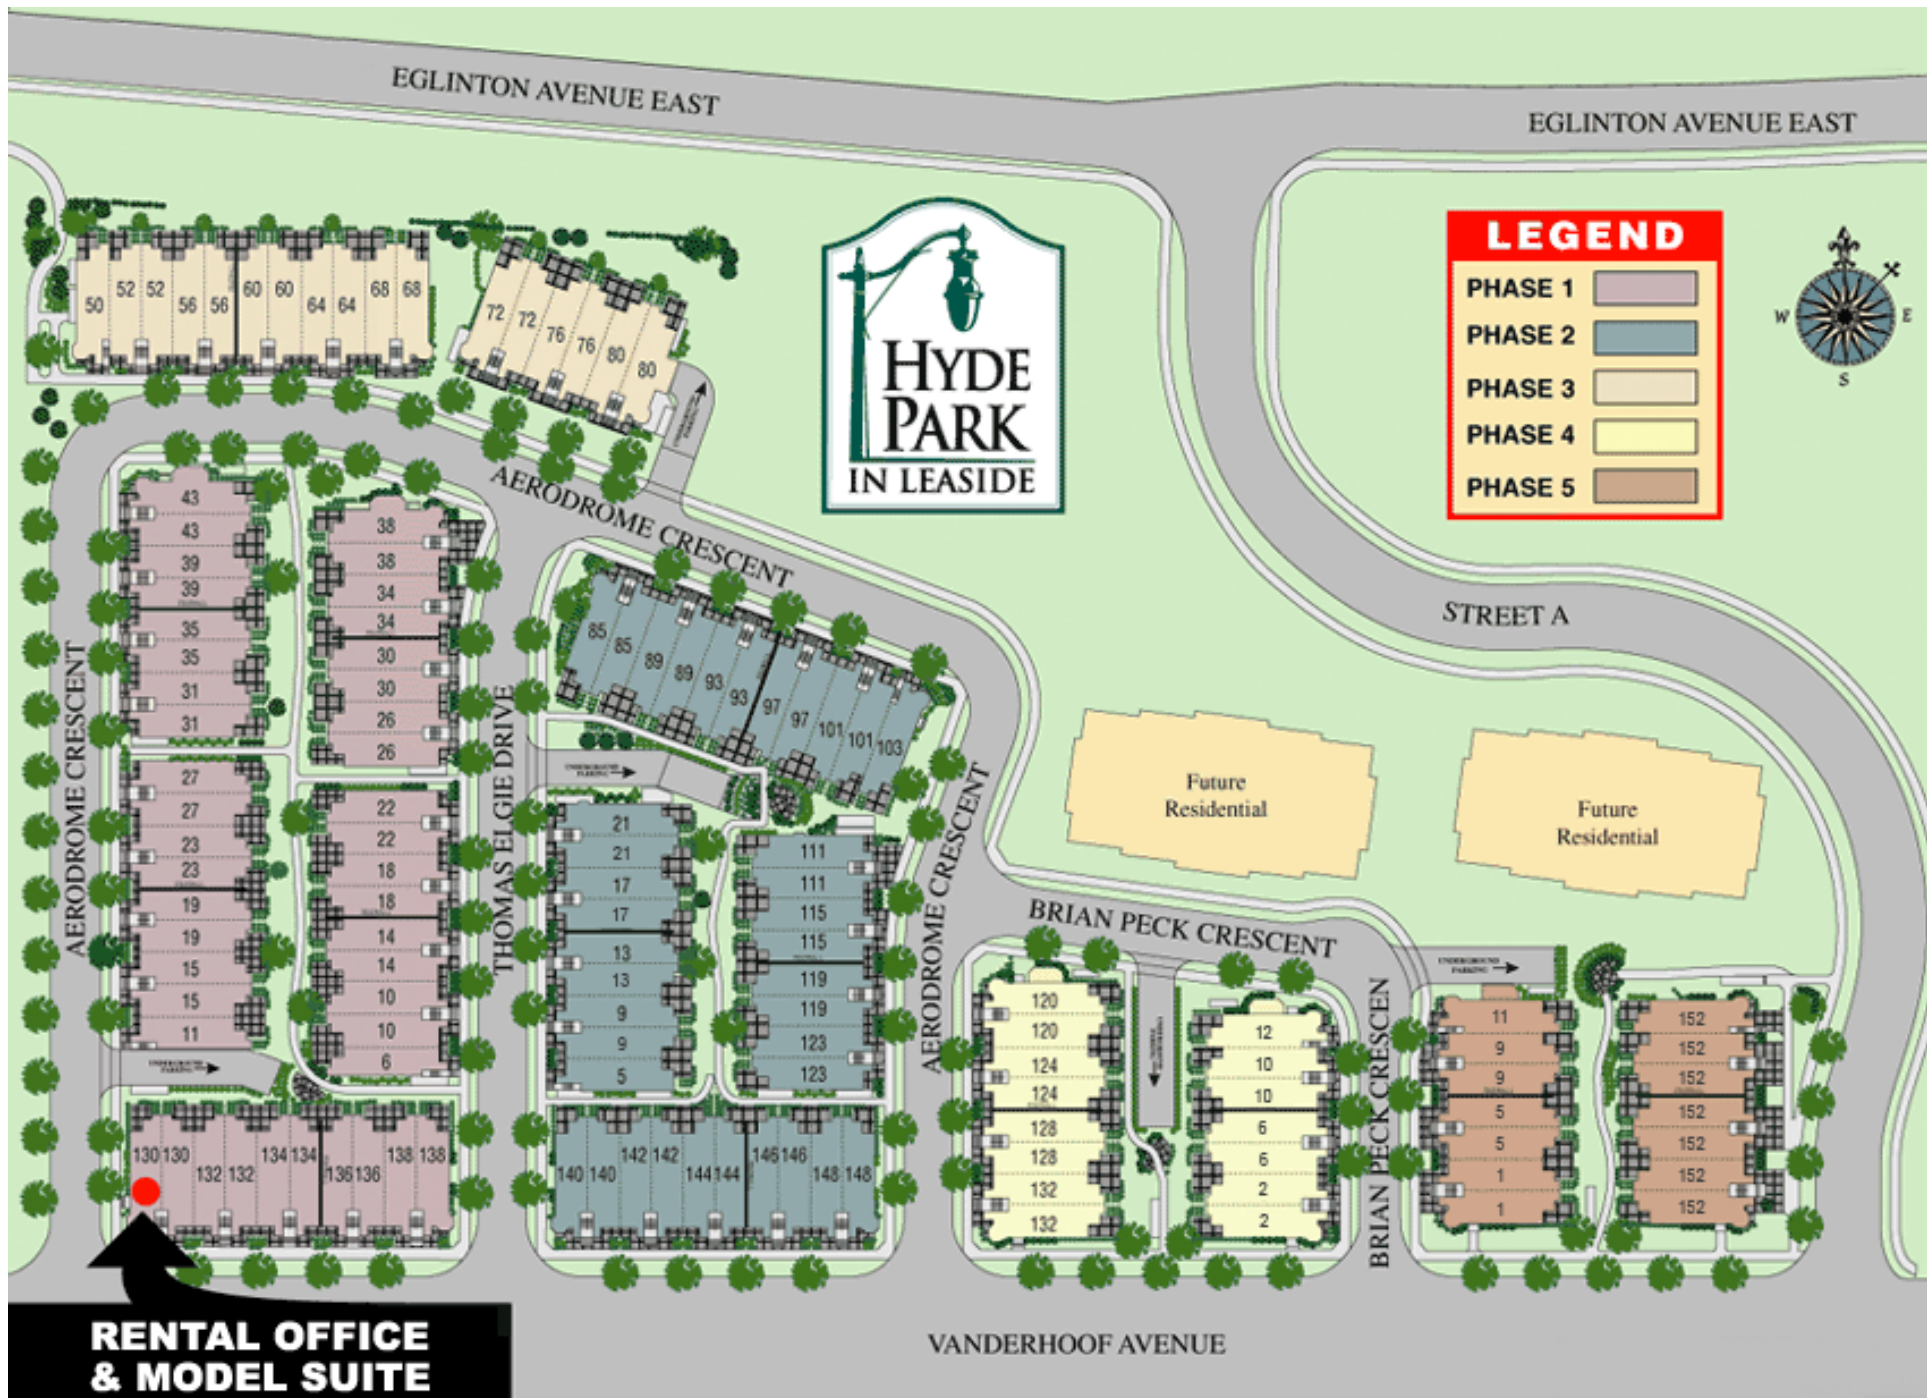 EGLINTON AVENUE EAST
EGLINTON AVENUE EAST
HYDE
PARK
IN LEASIDE
LEGEND
PHASE 1
PHASE 2
PHASE 3
PHASE 4
PHASE 5
W
E
S
50 52 52 56 56 60 60 64 64 68 68
72 72 76 76 80 80
AERODROME CRESCENT
STREET A
AERODROME CRESCENT
THOMAS ELGIE DRIVE
AERODROME CRESCENT
BRIAN PECK CRESCENT
BRIAN PECK CRESCEN
43
43
39
39
35
35
31
31
27
27
23
23
19
19
15
15
11
38
38
34
34
30
30
26
26
22
22
18
18
14
14
10
10
6
UNDERGROUND
PARKING
130 130 132 132 134 134 136 136 138 138
85 85 89 89 93 93 97 97 101 101 103
UNDERGROUND
PARKING
21
21
17
17
13
13
9
9
5
111
111
115
115
119
119
123
123
140 140 142 142 144 144 146 146 148 148
Future
Residential
Future
Residential
120
120
124
124
128
128
132
132
12
10
10
6
6
2
2
UNDERGROUND
PARKING
11
9
9
5
5
1
1
152
152
152
152
152
152
152
RENTAL OFFICE
& MODEL SUITE
VANDERHOOF AVENUE